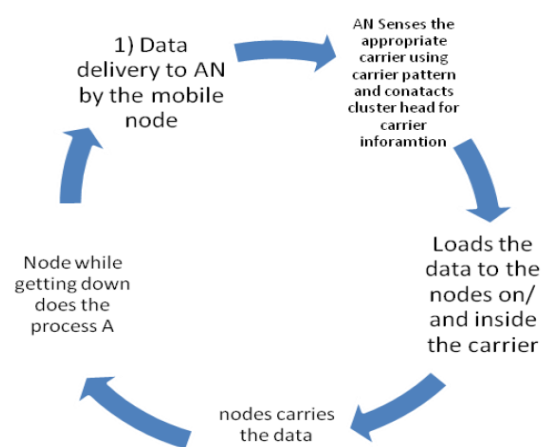 1) Data
delivery to AN
by the mobile
node
AN Senses the
appropriate
carrier using
carrier pattern
and conatacts
cluster head for
carrier
inforamtion
Loads the
data to the
nodes on/
and inside
the carrier
nodes carries
the data
Node while
getting down
does the
process A